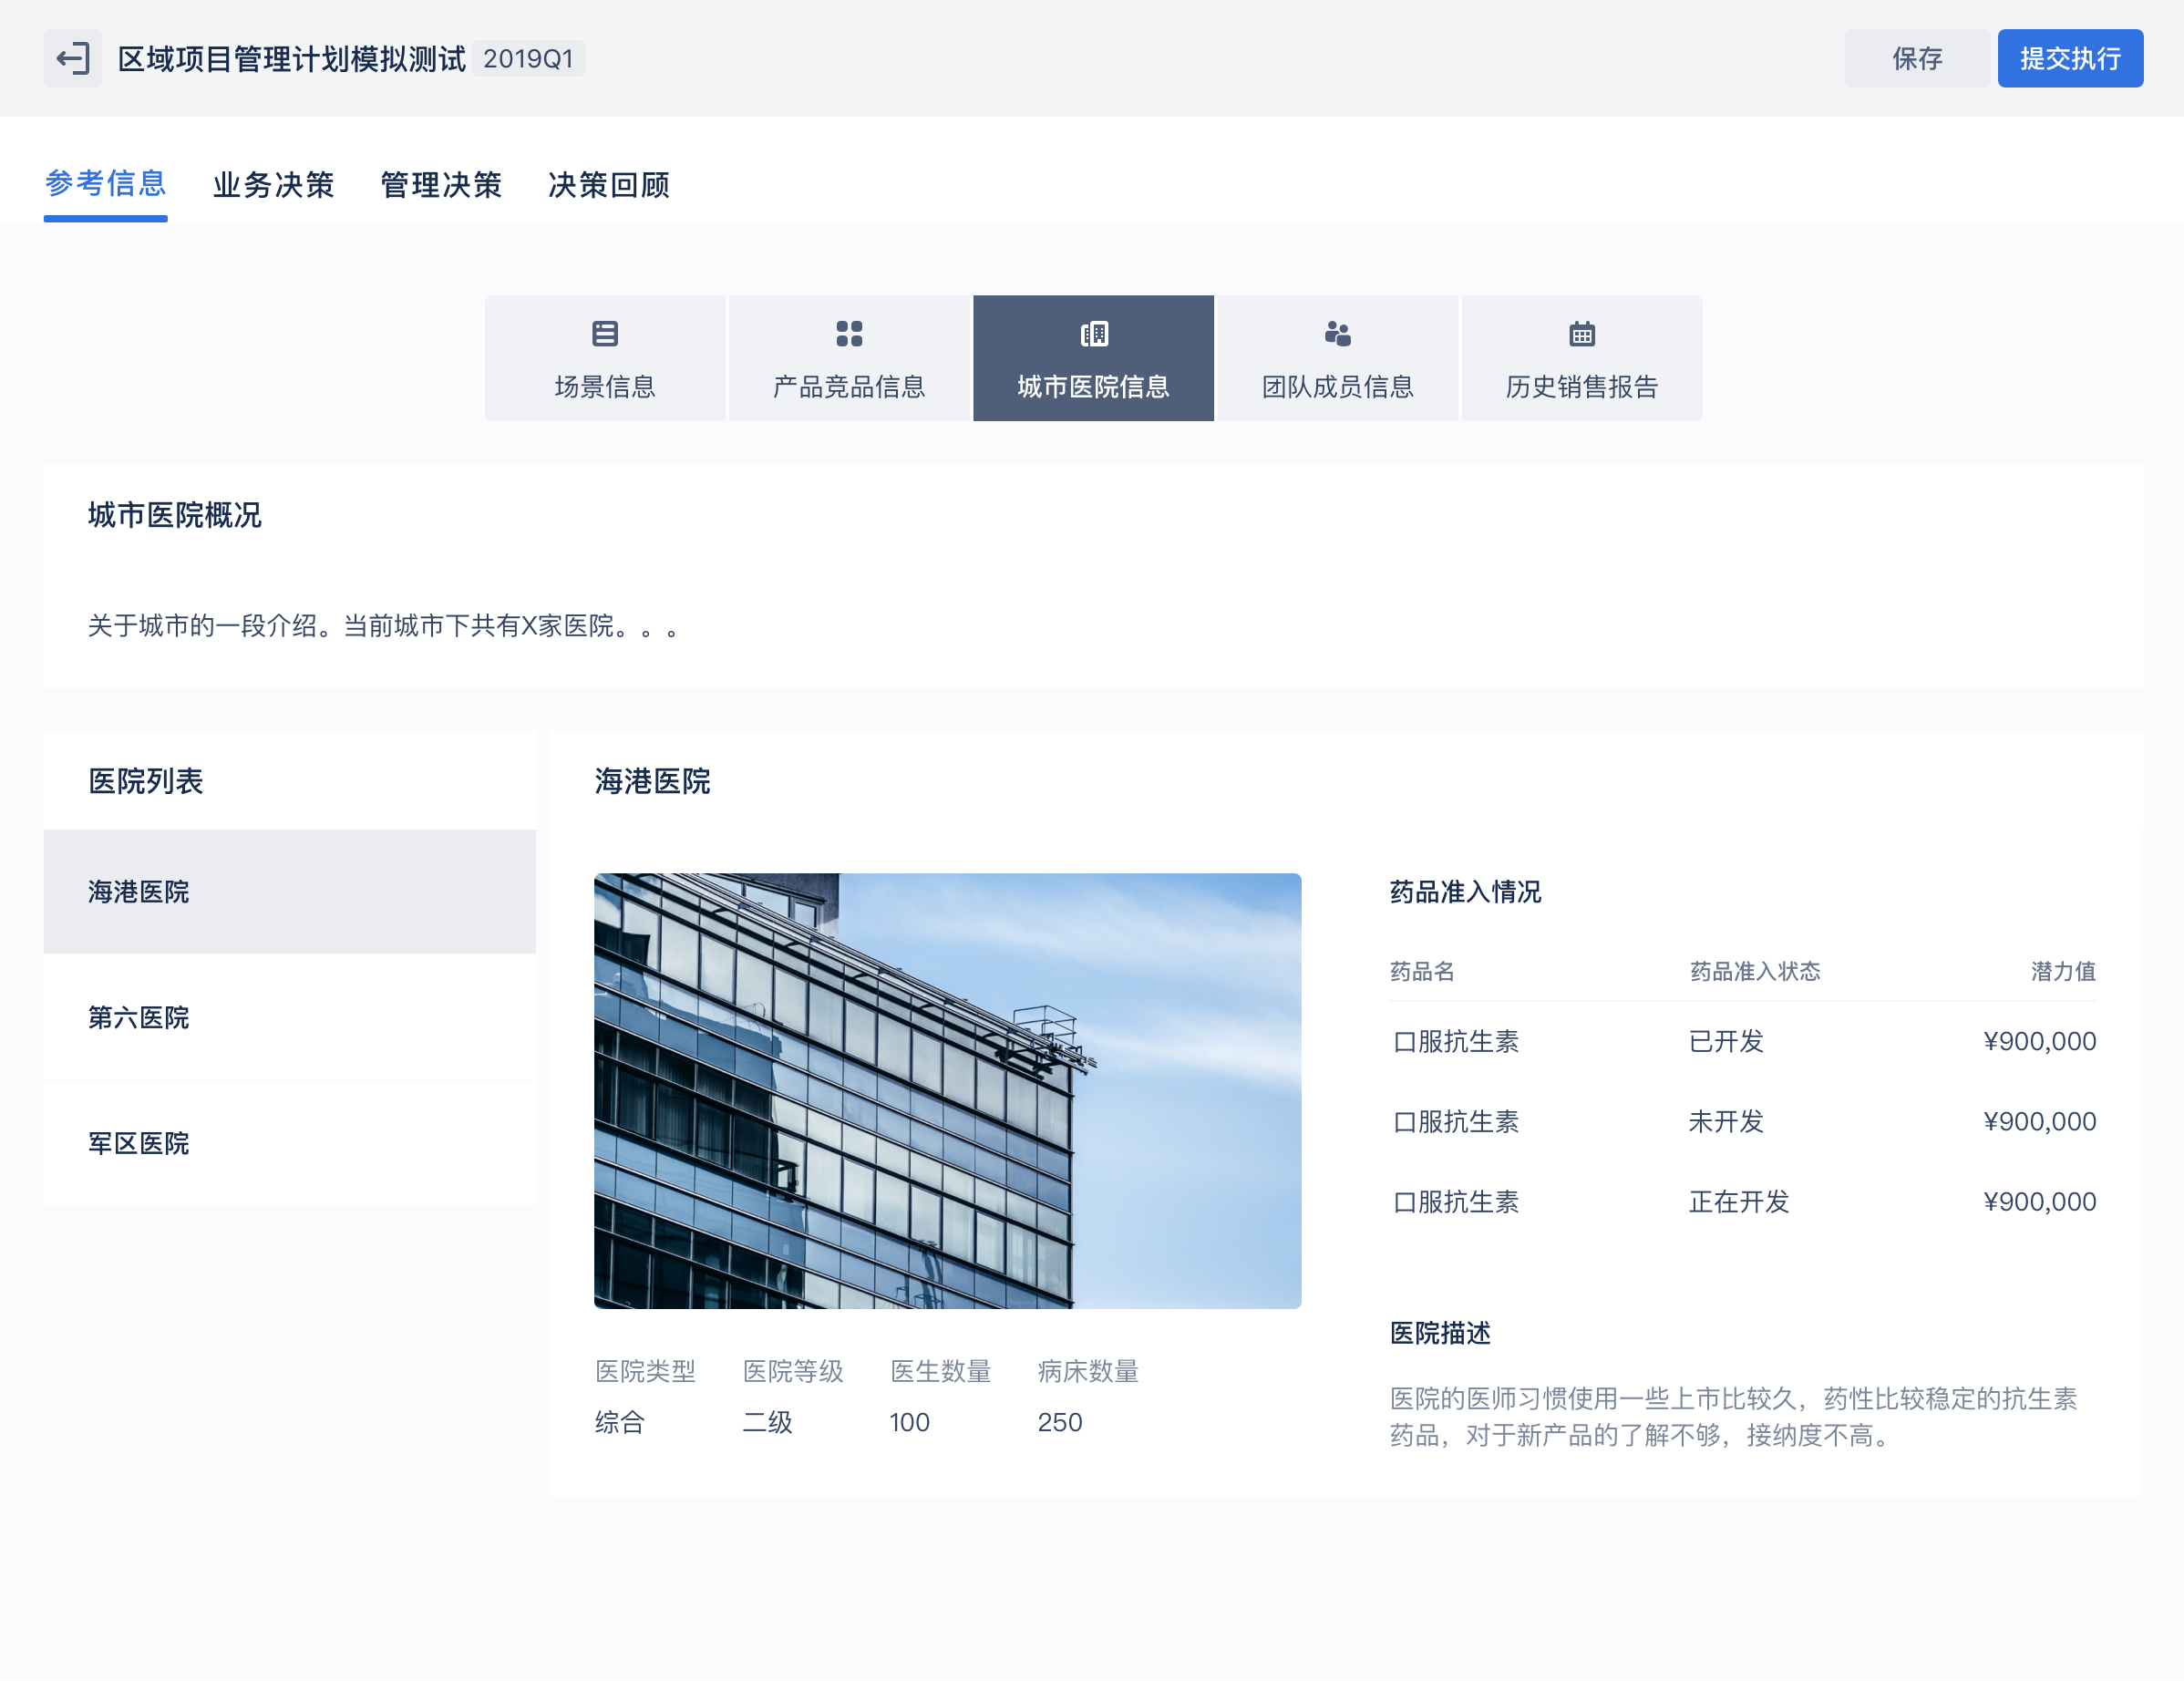 区域项目管理计划模拟测试 2019Q1 保存 提交执行
参考信息 业务决策 管理决策 决策回顾
场景信息 产品竞品信息 城市医院信息 团队成员信息 历史销售报告
城市医院概况
关于城市的一段介绍。当前城市下共有X家医院。。。
医院列表
海港医院
第六医院
军区医院
海港医院
医院类型 医院等级 医生数量 病床数量
综合 二级 100 250
药品准入情况
药品名 药品准入状态 潜力值
口服抗生素 已开发 ¥900,000
口服抗生素 未开发 ¥900,000
口服抗生素 正在开发 ¥900,000
医院描述
医院的医师习惯使用一些上市比较久，药性比较稳定的抗生素
药品，对于新产品的了解不够，接纳度不高。